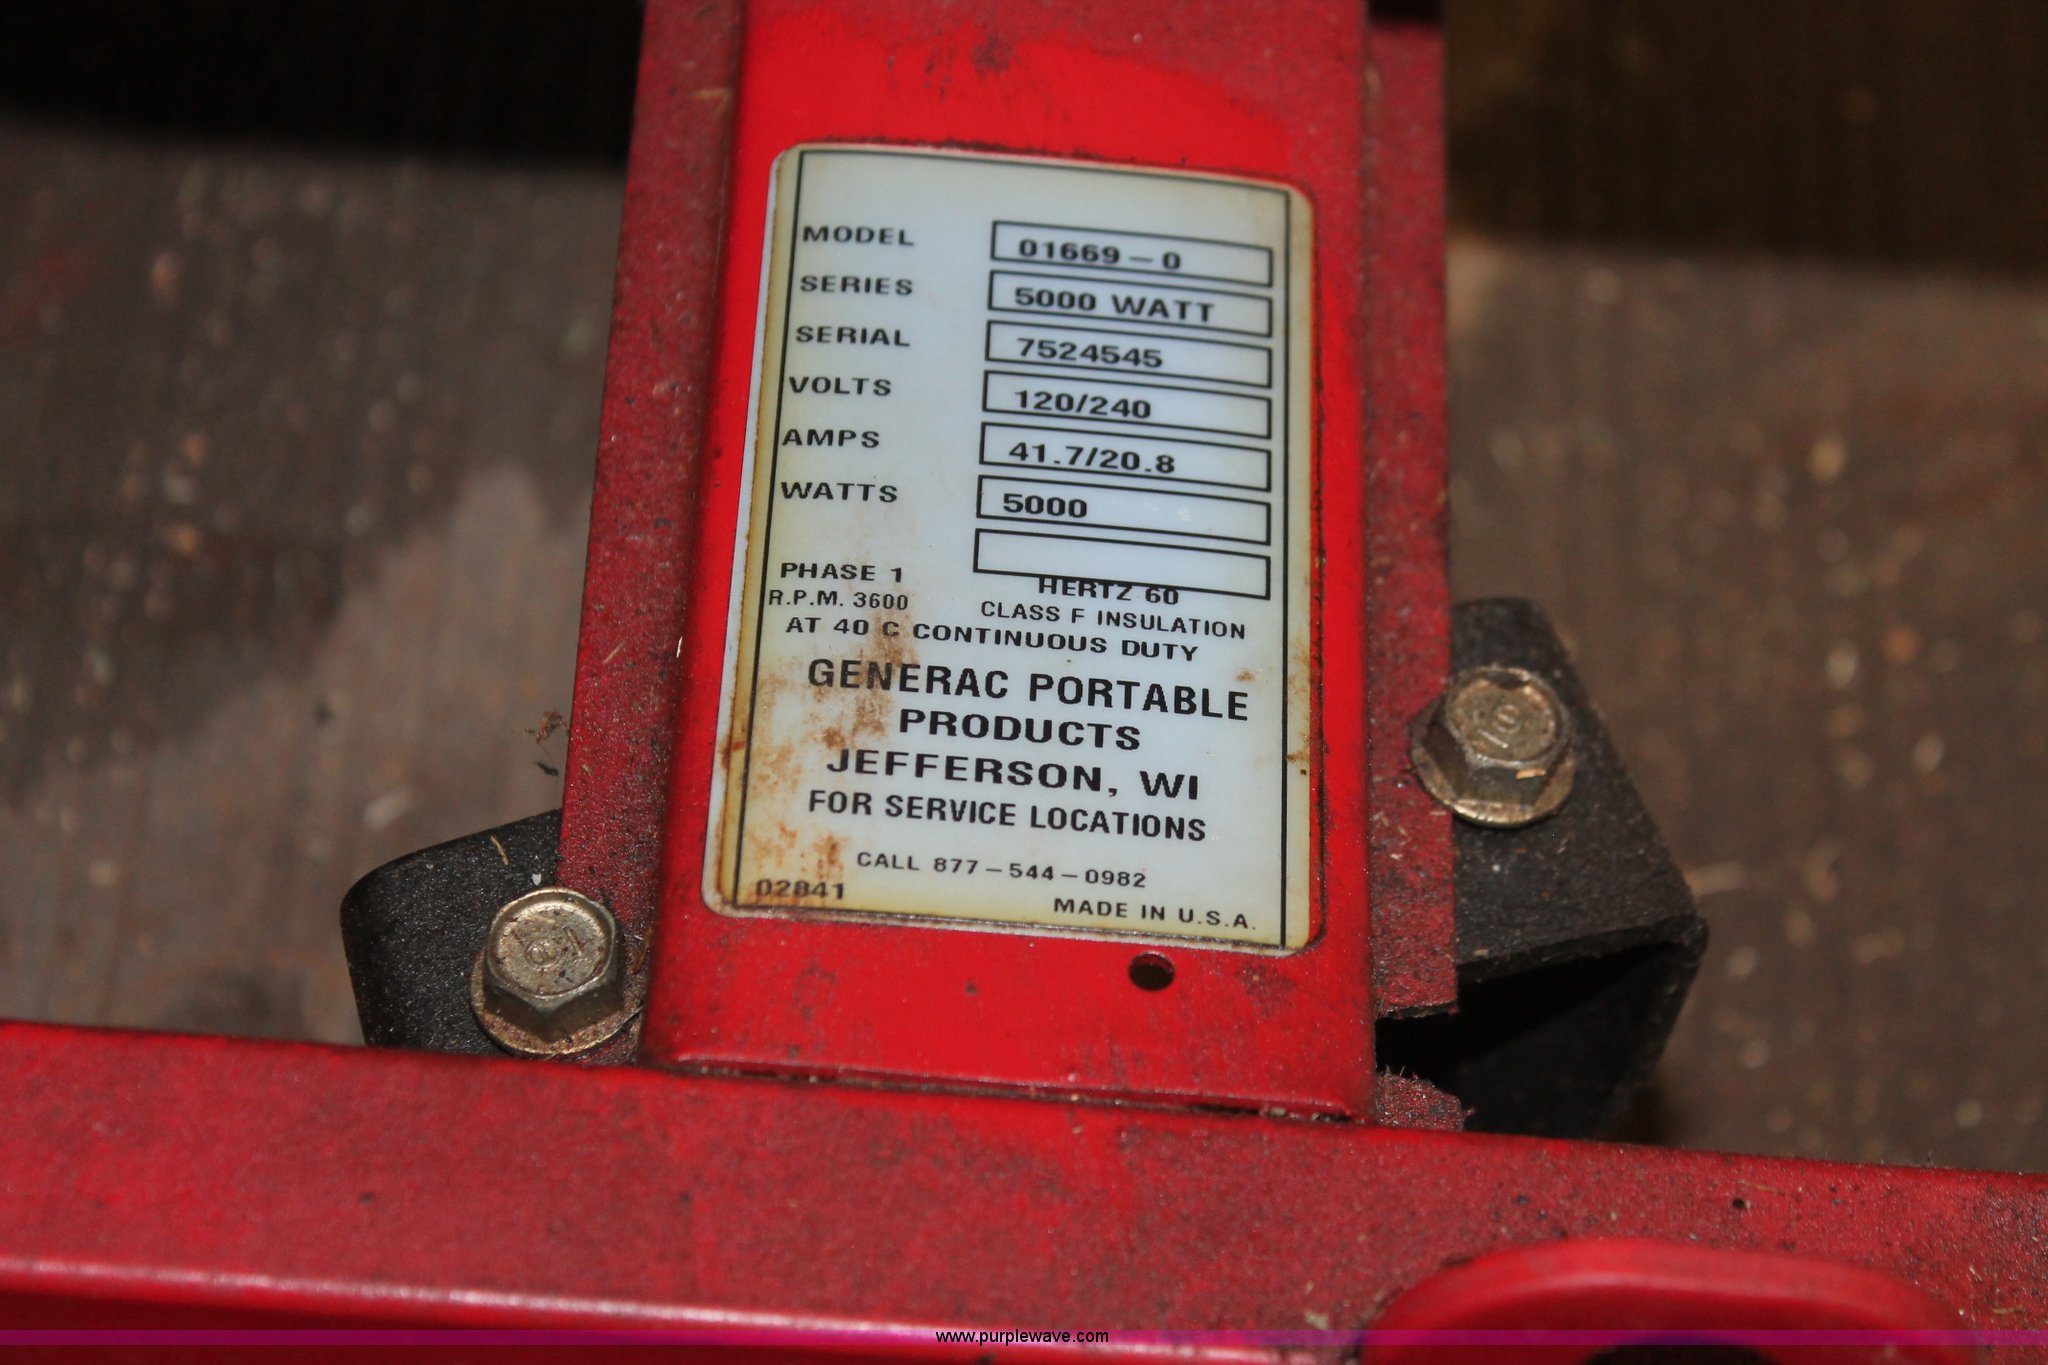 MODEL 01669-0
SERIES 5000 WATT
SERIAL 7524545
VOLTS 120/240
AMPS 41.7/20.8
WATTS 5000
PHASE 1 HERTZ 60
R.P.M. 3600 CLASS F INSULATION
AT 40 C CONTINUOUS DUTY
GENERAC PORTABLE
PRODUCTS
JEFFERSON, WI
FOR SERVICE LOCATIONS
CALL 877-544-0982
02841 MADE IN U.S.A.
www.purplewave.com